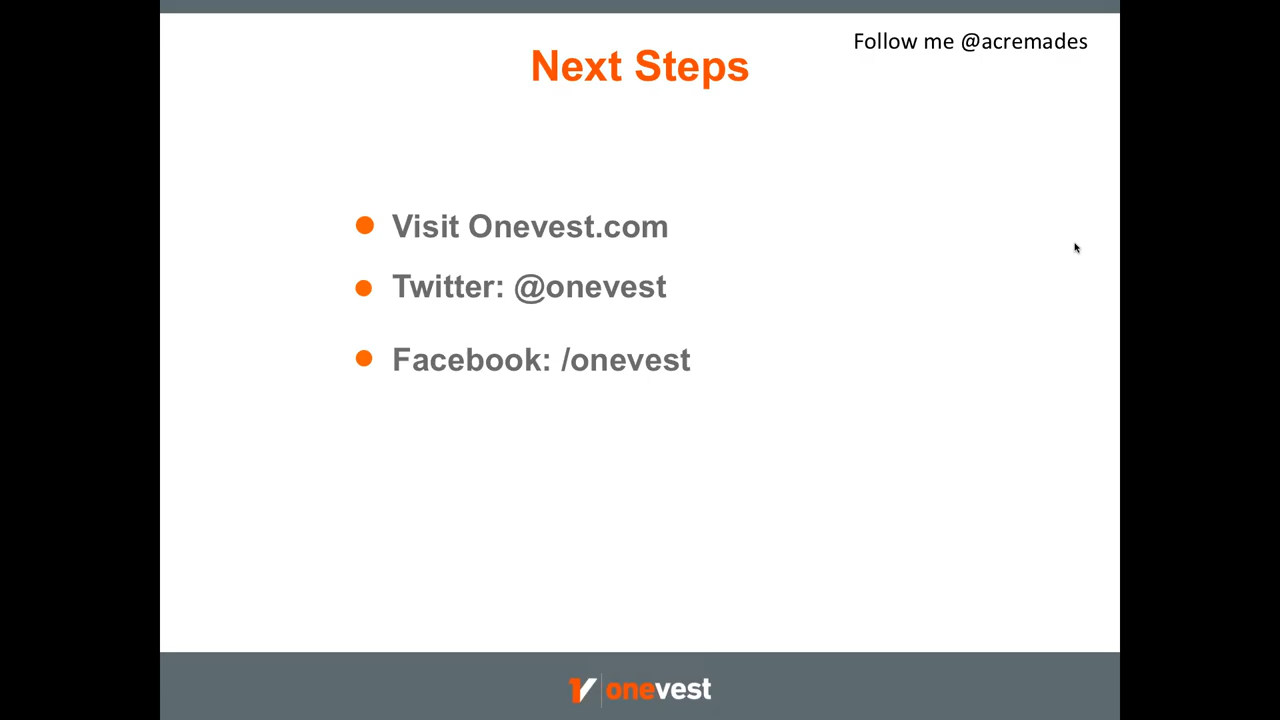 Follow me @acremades
Next Steps
Visit Onevest.com
Twitter: @onevest
Facebook: /onevest
onevest